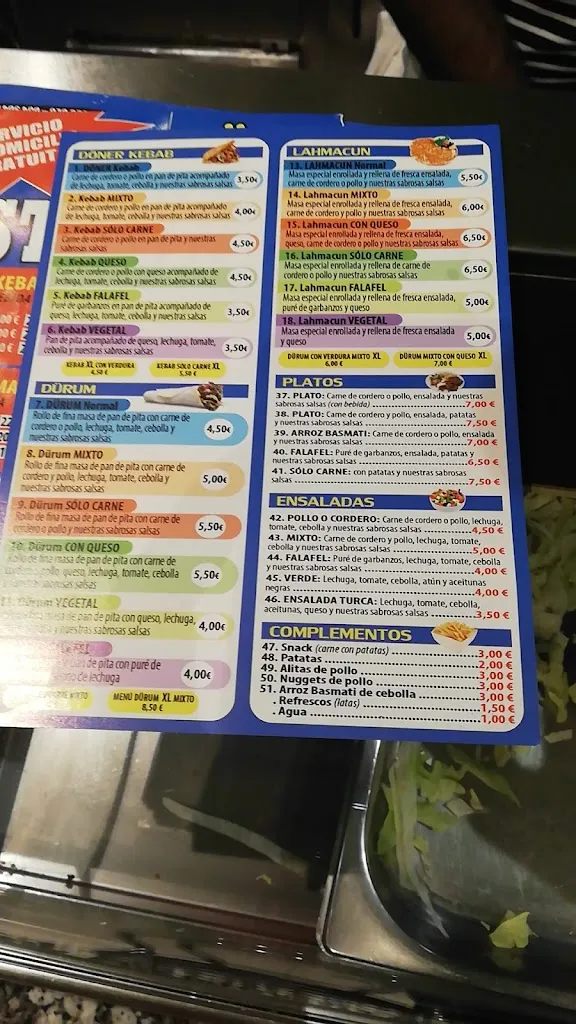 DÖNER KEBAB
1. DÖNER Kebab
Carne de cordero o pollo en pan de pita acompañado
de lechuga, tomate, cebolla y nuestras sabrosas salsas
3,50€
2. Kebab MIXTO
Carne de cordero y pollo en pan de pita acompañado
de lechuga, tomate, cebolla y nuestras sabrosas salsas
4,00€
3. Kebab SÓLO CARNE
Carne de cordero o pollo en pan de pita y nuestras
sabrosas salsas
4,50€
4. Kebab QUESO
Carne de cordero o pollo con queso acompañado de
lechuga, tomate, cebolla y nuestras sabrosas salsas
4,50€
5. Kebab FALAFEL
Puré de garbanzos en pan de pita acompañado de
queso, lechuga, tomate, cebolla y nuestras sabrosas salsas
3,50€
6. Kebab VEGETAL
Pan de pita acompañado de queso, lechuga, tomate,
cebolla y nuestras sabrosas salsas
3,50€
KEBAB XL CON VERDURA
4,50 €
KEBAB SÓLO CARNE XL
5,50 €
DÜRUM
7. DÜRUM Normal
Rollo de fina masa de pan de pita con carne de
cordero o pollo, lechuga, tomate, cebolla y
nuestras sabrosas salsas
4,50€
8. Dürum MIXTO
Rollo de fina masa de pan de pita con carne de
cordero y pollo, lechuga, tomate, cebolla y
nuestras sabrosas salsas
5,00€
9. Dürum SÓLO CARNE
Rollo de fina masa de pan de pita con carne de
cordero o pollo y nuestras sabrosas salsas
5,50€
10. Dürum CON QUESO
de fina masa de pan de pita con carne de
pollo, queso, lechuga, tomate, cebolla
sabrosas salsas
5,50€
Dürum VEGETAL
masa de pan de pita con queso, lechuga,
y nuestras sabrosas salsas
4,00€
pan de pita con puré de
de lechuga
4,00€
MIXTO
MENÚ DÜRUM XL MIXTO
8,50 €
LAHMACUN
13. LAHMACUN Normal
Masa especial enrollada y rellena de fresca ensalada,
carne de cordero o pollo y nuestras sabrosas salsas
5,50€
14. Lahmacun MIXTO
Masa especial enrollada y rellena de fresca ensalada,
carne de cordero y pollo y nuestras sabrosas salsas
6,00€
15. Lahmacun CON QUESO
Masa especial enrollada y rellena de fresca ensalada,
queso, carne de cordero o pollo y nuestras sabrosas salsas
6,50€
16. Lahmacun SÓLO CARNE
Masa especial enrollada y rellena de carne de
cordero o pollo y nuestras sabrosas salsas
6,50€
17. Lahmacun FALAFEL
Masa especial enrollada y rellena de fresca ensalada,
puré de garbanzos y queso
5,00€
18. Lahmacun VEGETAL
Masa especial enrollada y rellena de fresca ensalada
y queso
5,00€
DÜRUM CON VERDURA MIXTO XL
6,00 €
DÜRUM MIXTO CON QUESO XL
7,00 €
PLATOS
37. PLATO: Carne de cordero o pollo, ensalada y nuestras
sabrosas salsas (con bebida)..................7,00 €
38. PLATO: Carne de cordero y pollo, ensalada, patatas
y nuestras sabrosas salsas..................7,50 €
39. ARROZ BASMATI: Carne de cordero o pollo, ensalada
y nuestras sabrosas salsas..................7,00 €
40. FALAFEL: Puré de garbanzos, ensalada, patatas y
nuestras sabrosas salsas..................6,50 €
41. SÓLO CARNE: con patatas y nuestras sabrosas
salsas..................7,50 €
ENSALADAS
42. POLLO O CORDERO: Carne de cordero o pollo, lechuga,
tomate, cebolla y nuestras sabrosas salsas..........4,50 €
43. MIXTO: Carne de cordero y pollo, lechuga, tomate,
cebolla y nuestras sabrosas salsas..................5,00 €
44. FALAFEL: Puré de garbanzos, lechuga, tomate, cebolla
y nuestras sabrosas salsas..................4,00 €
45. VERDE: Lechuga, tomate, cebolla, atún y aceitunas
negras..................4,00 €
46. ENSALADA TURCA: Lechuga, tomate, cebolla,
aceitunas, queso y nuestras sabrosas salsas..........3,50 €
COMPLEMENTOS
47. Snack (carne con patatas)..................3,00 €
48. Patatas..................2,00 €
49. Alitas de pollo..................3,00 €
50. Nuggets de pollo..................3,00 €
51. Arroz Basmati de cebolla..................3,00 €
. Refrescos (latas)..................1,50 €
. Agua..................1,00 €